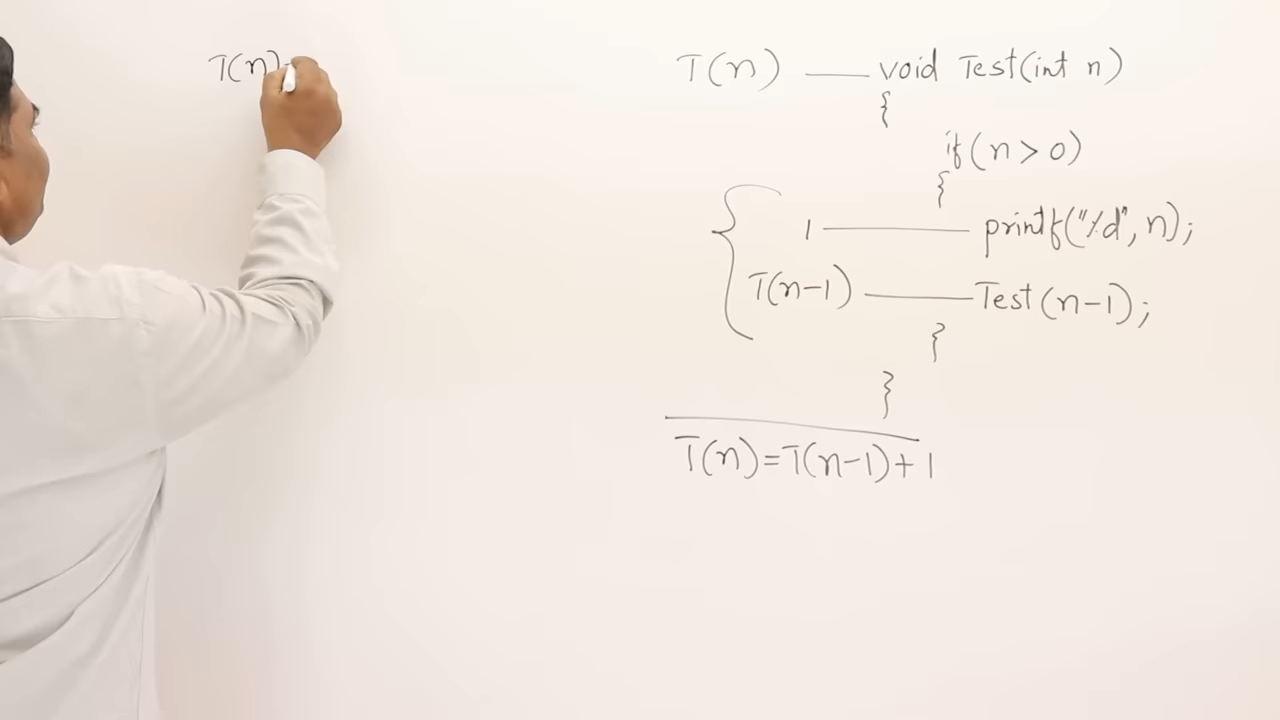 T(n)
T(n) — void Test(int n)
{
if(n > 0)
{
1 — printf("%d", n);
T(n-1) — Test(n-1);
}
}
T(n)=T(n-1)+1